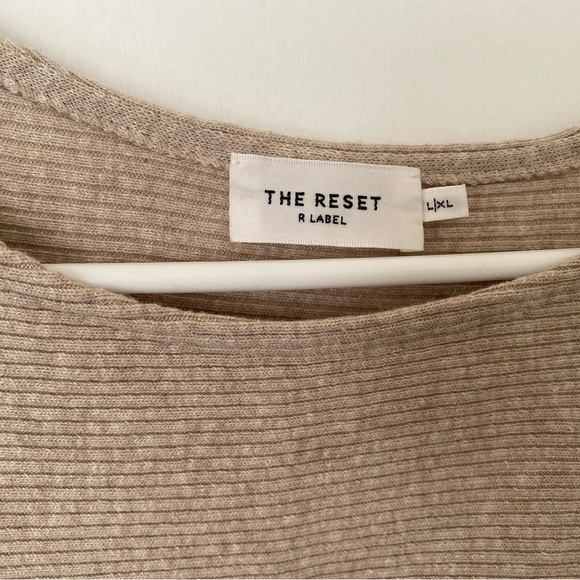 THE RESET
R LABEL
L|XL